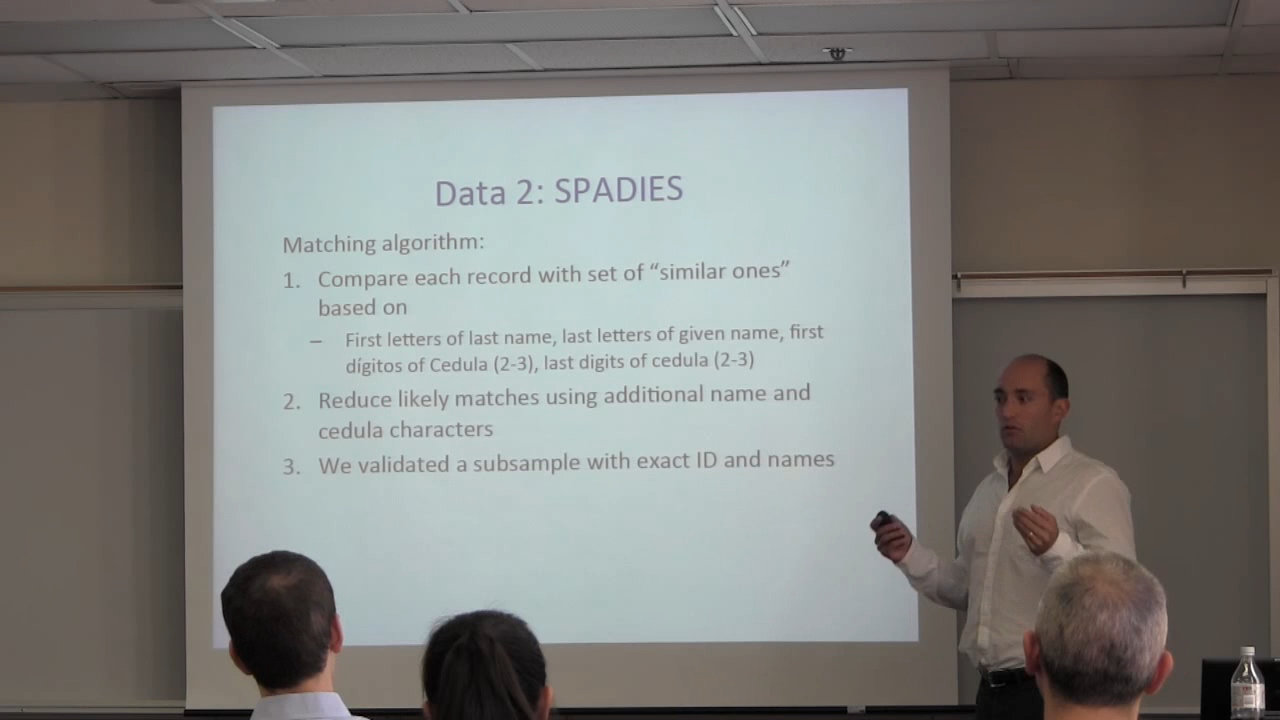 Data 2: SPADIES
Matching algorithm:
1. Compare each record with set of “similar ones”
based on
– First letters of last name, last letters of given name, first
dígitos of Cedula (2-3), last digits of cedula (2-3)
2. Reduce likely matches using additional name and
cedula characters
3. We validated a subsample with exact ID and names